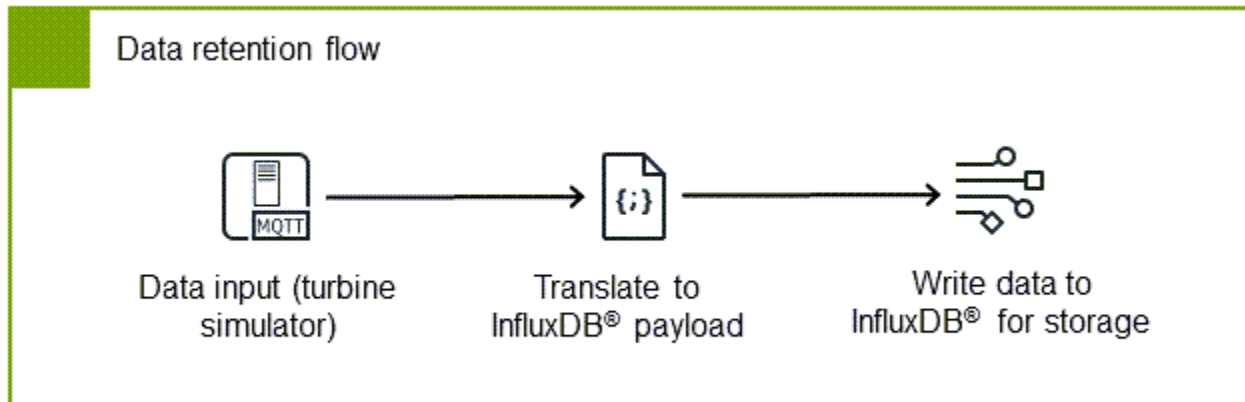 Data retention flow
MQTT
{;}
Data input (turbine
simulator)
Translate to
InfluxDB® payload
Write data to
InfluxDB® for storage